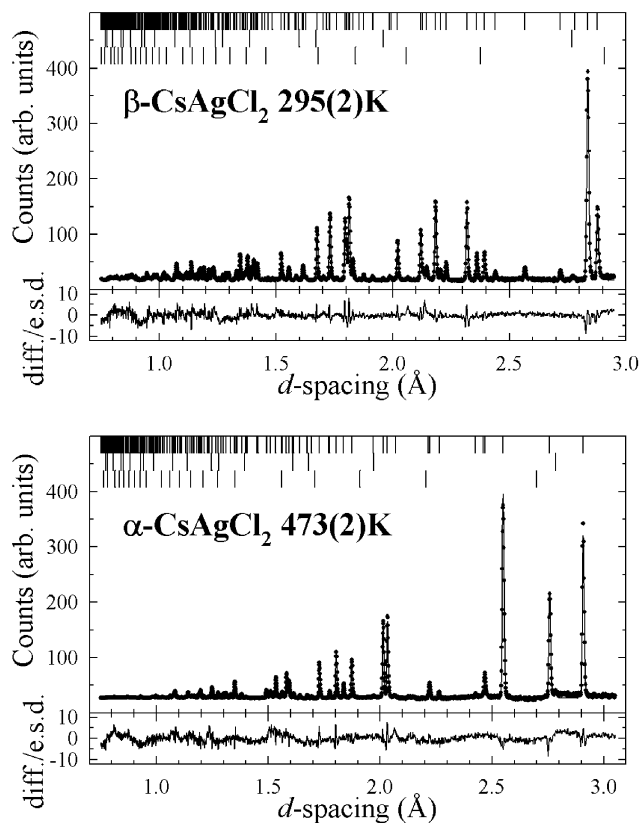 400
β-CsAgCl₂ 295(2)K
300
200
100
Counts (arb. units)
10
0
-10
diff./e.s.d.
1.0 1.5 2.0 2.5 3.0
d-spacing (Å)
400
α-CsAgCl₂ 473(2)K
300
200
100
Counts (arb. units)
10
0
-10
diff./e.s.d.
1.0 1.5 2.0 2.5 3.0
d-spacing (Å)